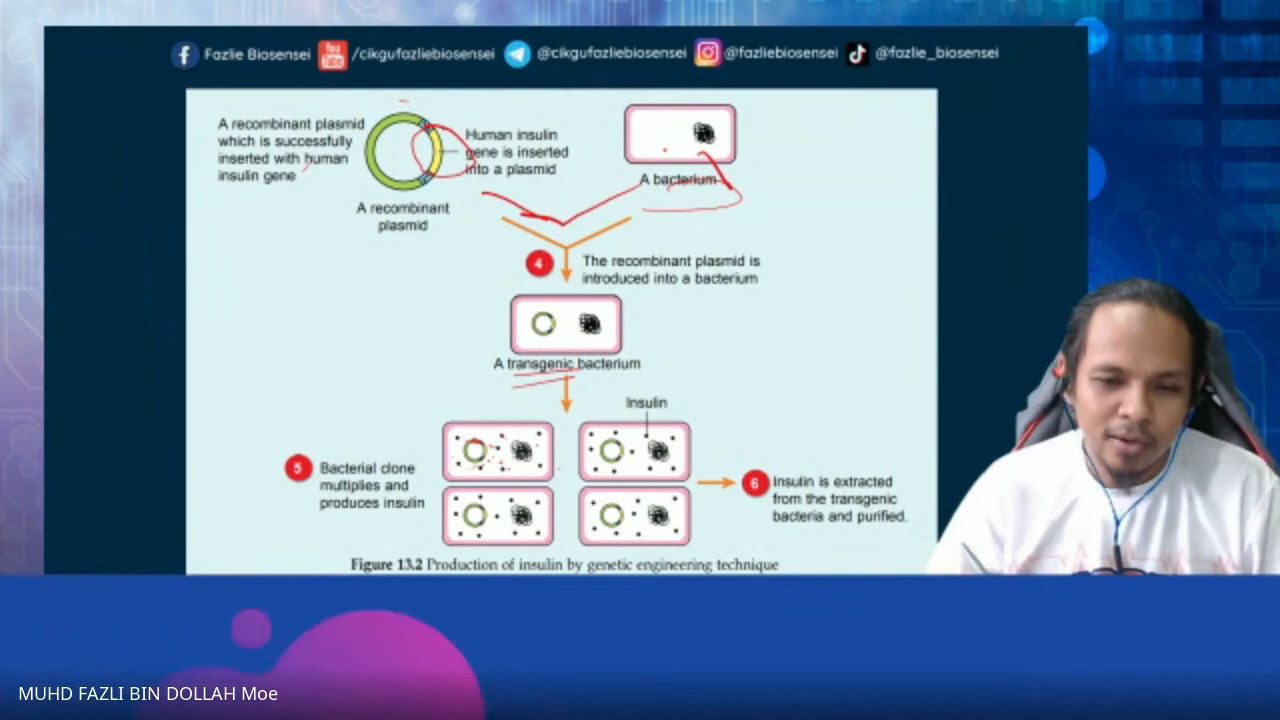 Fazlie Biosensei You Tube /cikgufazliebiosensei @cikgufazliebiosensei @fazliebiosensei @fazlie_biosensei
A recombinant plasmid
which is successfully
inserted with human
insulin gene
Human insulin
gene is inserted
into a plasmid
A recombinant
plasmid
A bacterium
4 The recombinant plasmid is
introduced into a bacterium
A transgenic bacterium
Insulin
5 Bacterial clone
multiplies and
produces insulin
6 Insulin is extracted
from the transgenic
bacteria and purified.
Figure 13.2 Production of insulin by genetic engineering technique
MUHD FAZLI BIN DOLLAH Moe